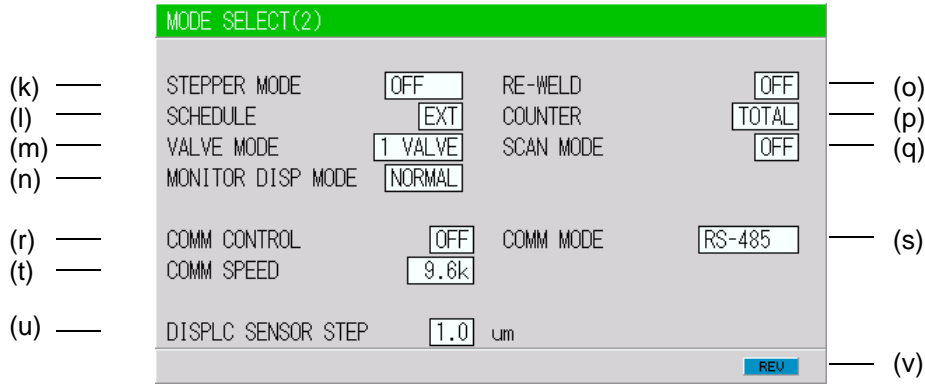 MODE SELECT(2)
(k) STEPPER MODE OFF RE-WELD OFF (o)
(l) SCHEDULE EXT COUNTER TOTAL (p)
(m) VALVE MODE 1 VALVE SCAN MODE OFF (q)
(n) MONITOR DISP MODE NORMAL
(r) COMM CONTROL OFF COMM MODE RS-485 (s)
(t) COMM SPEED 9.6k
(u) DISPLC SENSOR STEP 1.0 um
REV (v)